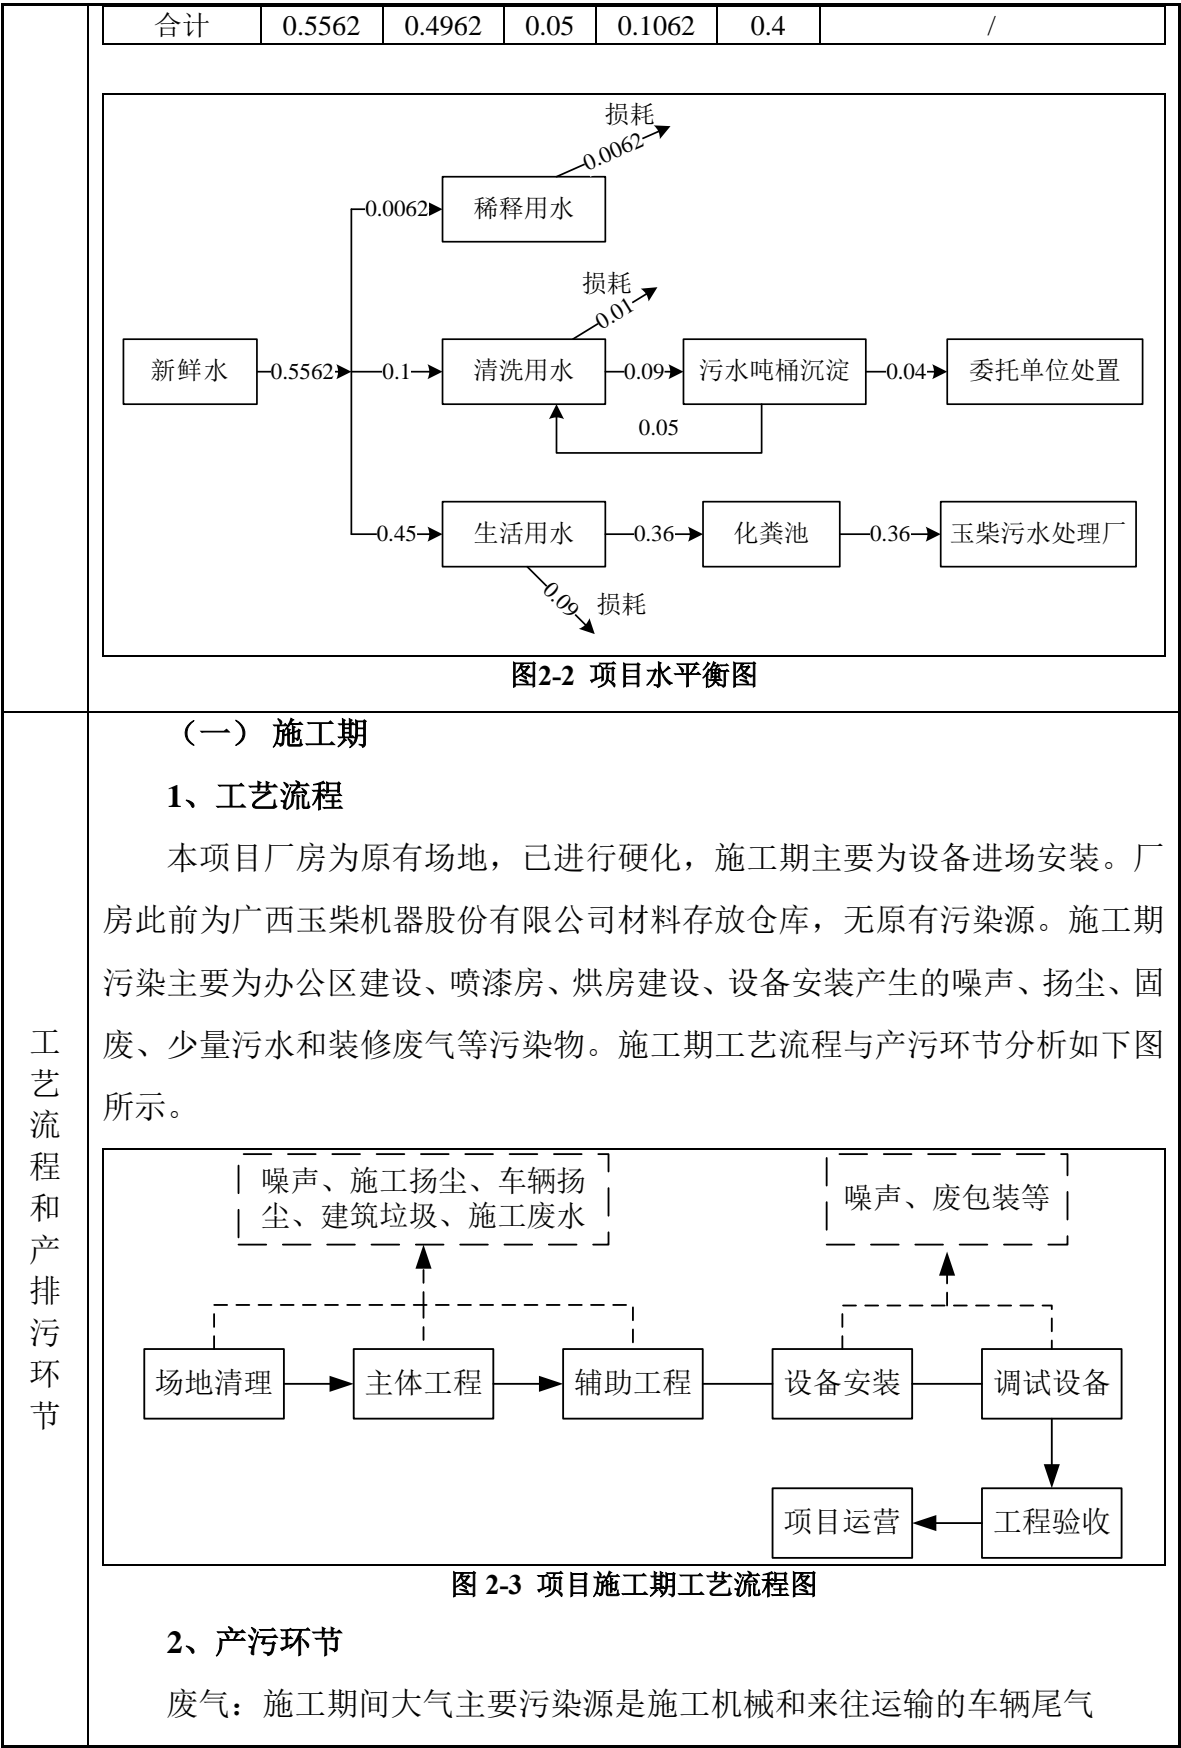 合计 0.5562 0.4962 0.05 0.1062 0.4 /
损耗
0.0062
0.0062 稀释用水
损耗
0.01
新鲜水 0.5562 0.1 清洗用水 0.09 污水吨桶沉淀 0.04 委托单位处置
0.05
0.45 生活用水 0.36 化粪池 0.36 玉柴污水处理厂
0.09 损耗
图2-2 项目水平衡图
工艺流程和产排污环节
（一） 施工期
1、工艺流程
本项目厂房为原有场地，已进行硬化，施工期主要为设备进场安装。厂
房此前为广西玉柴机器股份有限公司材料存放仓库，无原有污染源。施工期
污染主要为办公区建设、喷漆房、烘房建设、设备安装产生的噪声、扬尘、固
废、少量污水和装修废气等污染物。施工期工艺流程与产污环节分析如下图
所示。
噪声、施工扬尘、车辆扬
尘、建筑垃圾、施工废水
噪声、废包装等
场地清理 主体工程 辅助工程 设备安装 调试设备
项目运营 工程验收
图 2-3 项目施工期工艺流程图
2、产污环节
废气：施工期间大气主要污染源是施工机械和来往运输的车辆尾气